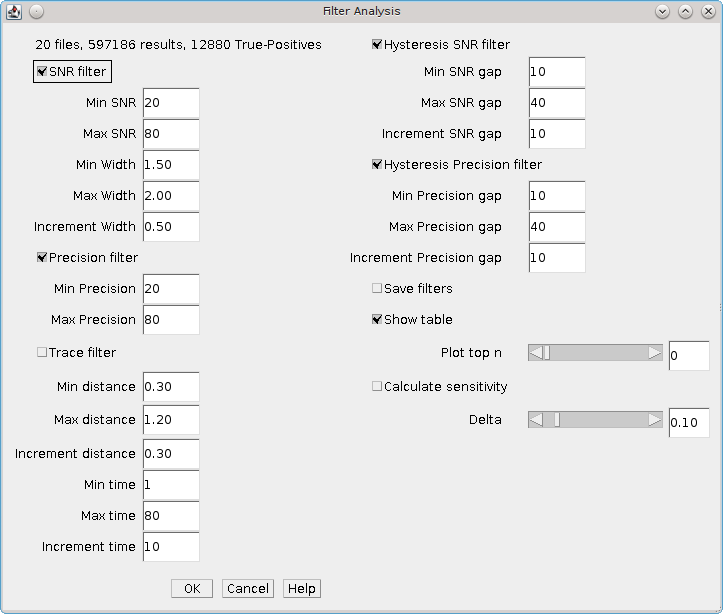 Filter Analysis
20 files, 597186 results, 12880 True-Positives
SNR filter
Min SNR 20
Max SNR 80
Min Width 1.50
Max Width 2.00
Increment Width 0.50
Precision filter
Min Precision 20
Max Precision 80
Trace filter
Min distance 0.30
Max distance 1.20
Increment distance 0.30
Min time 1
Max time 80
Increment time 10
Hysteresis SNR filter
Min SNR gap 10
Max SNR gap 40
Increment SNR gap 10
Hysteresis Precision filter
Min Precision gap 10
Max Precision gap 40
Increment Precision gap 10
Save filters
Show table
Plot top n 0
Calculate sensitivity
Delta 0.10
OK Cancel Help